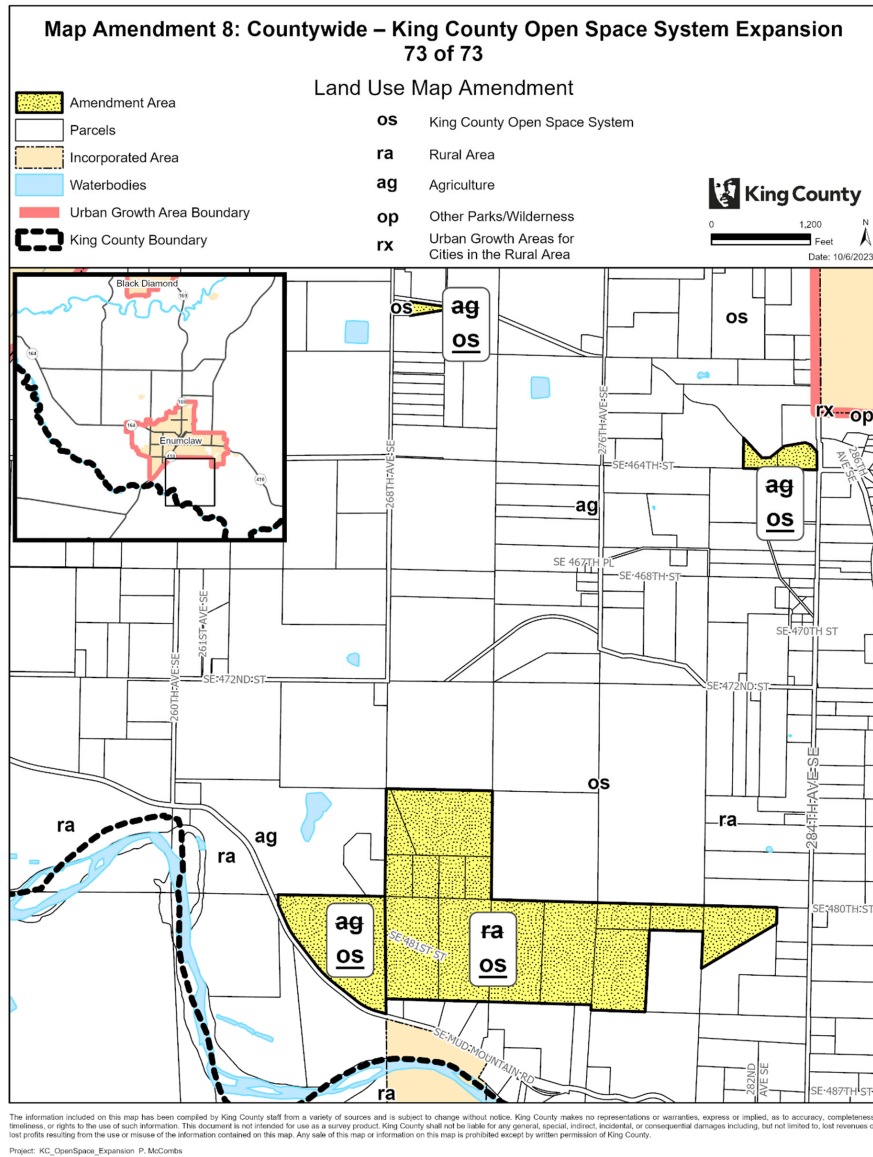 Map Amendment 8: Countywide – King County Open Space System Expansion
73 of 73
Land Use Map Amendment
Amendment Area
Parcels
Incorporated Area
Waterbodies
Urban Growth Area Boundary
King County Boundary
os King County Open Space System
ra Rural Area
ag Agriculture
op Other Parks/Wilderness
rx Urban Growth Areas for
Cities in the Rural Area
King County
0 1,200
Feet
N
Date: 10/6/2023
Black Diamond
169
164
169
164
Enumclaw
410
410
os
ag
os
os
rx
op
268TH AVE SE
276TH AVE SE
SE 464TH ST
286TH
AVE SE
ag
os
ag
SE 467TH PL
SE 468TH ST
261ST AVE SE
260TH AVE SE
SE 470TH ST
SE 472ND ST
SE 472ND ST
284TH AVE SE
os
ra
ra
ag
ra
SE 480TH ST
ag
os
SE 481ST ST
ra
os
SE MUD MOUNTAIN RD
282ND
AVE SE
SE 487TH ST
ra
The information included on this map has been compiled by King County staff from a variety of sources and is subject to change without notice. King County makes no representations or warranties, express or implied, as to accuracy, completeness,
timeliness, or rights to the use of such information. This document is not intended for use as a survey product. King County shall not be liable for any general, special, indirect, incidental, or consequential damages including, but not limited to, lost revenues or
lost profits resulting from the use or misuse of the information contained on this map. Any sale of this map or information on this map is prohibited except by written permission of King County.
Project: KC_OpenSpace_Expansion P. McCombs